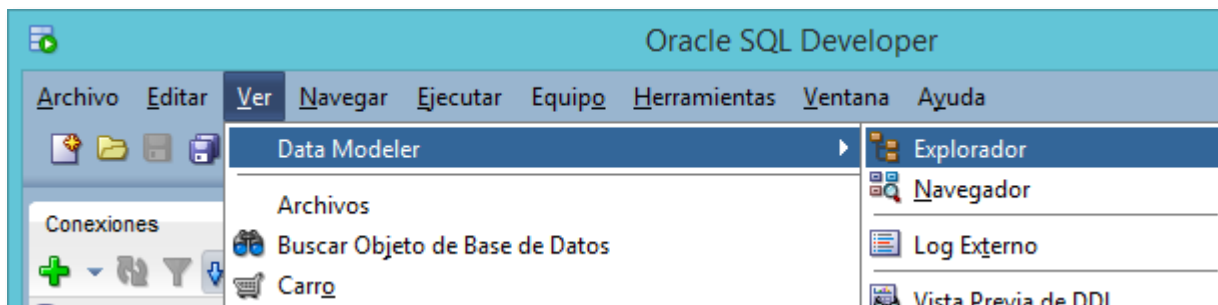 Oracle SQL Developer
Archivo Editar Ver Navegar Ejecutar Equipo Herramientas Ventana Ayuda
Data Modeler
Explorador
Navegador
Archivos
Conexiones
Buscar Objeto de Base de Datos
Log Externo
Carro
Vista Previa de DDL